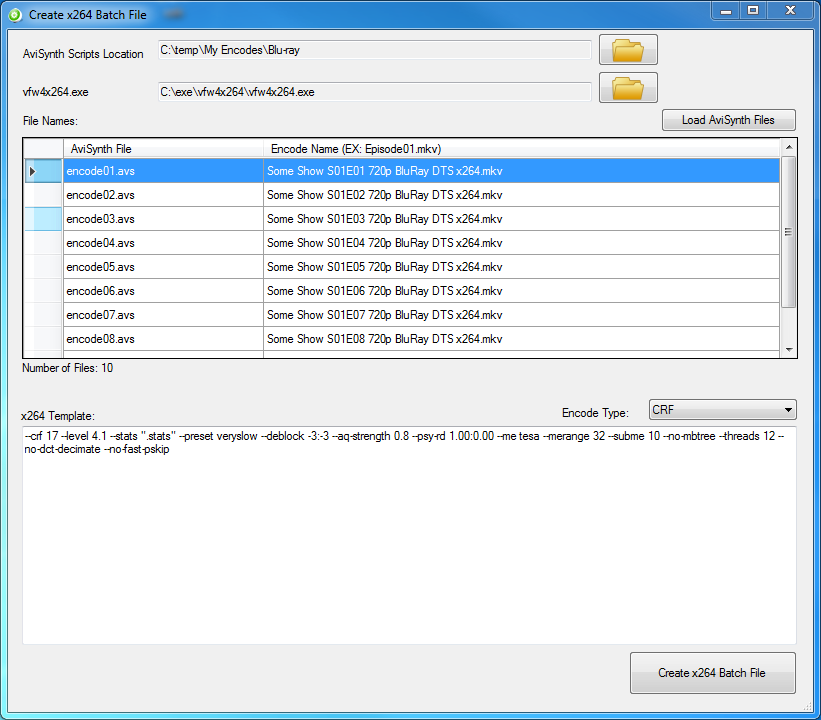 Create x264 Batch File
AviSynth Scripts Location
C:\temp\My Encodes\Blu-ray
vfw4x264.exe
C:\exe\vfw4x264\vfw4x264.exe
File Names:
Load AviSynth Files
AviSynth File
Encode Name (EX: Episode01.mkv)
encode01.avs
Some Show S01E01 720p BluRay DTS x264.mkv
encode02.avs
Some Show S01E02 720p BluRay DTS x264.mkv
encode03.avs
Some Show S01E03 720p BluRay DTS x264.mkv
encode04.avs
Some Show S01E04 720p BluRay DTS x264.mkv
encode05.avs
Some Show S01E05 720p BluRay DTS x264.mkv
encode06.avs
Some Show S01E06 720p BluRay DTS x264.mkv
encode07.avs
Some Show S01E07 720p BluRay DTS x264.mkv
encode08.avs
Some Show S01E08 720p BluRay DTS x264.mkv
Number of Files: 10
x264 Template:
Encode Type:
CRF
--crf 17 --level 4.1 --stats ".stats" --preset veryslow --deblock -3:-3 --aq-strength 0.8 --psy-rd 1.00:0.00 --me tesa --merange 32 --subme 10 --no-mbtree --threads 12 --
no-dct-decimate --no-fast-pskip
Create x264 Batch File